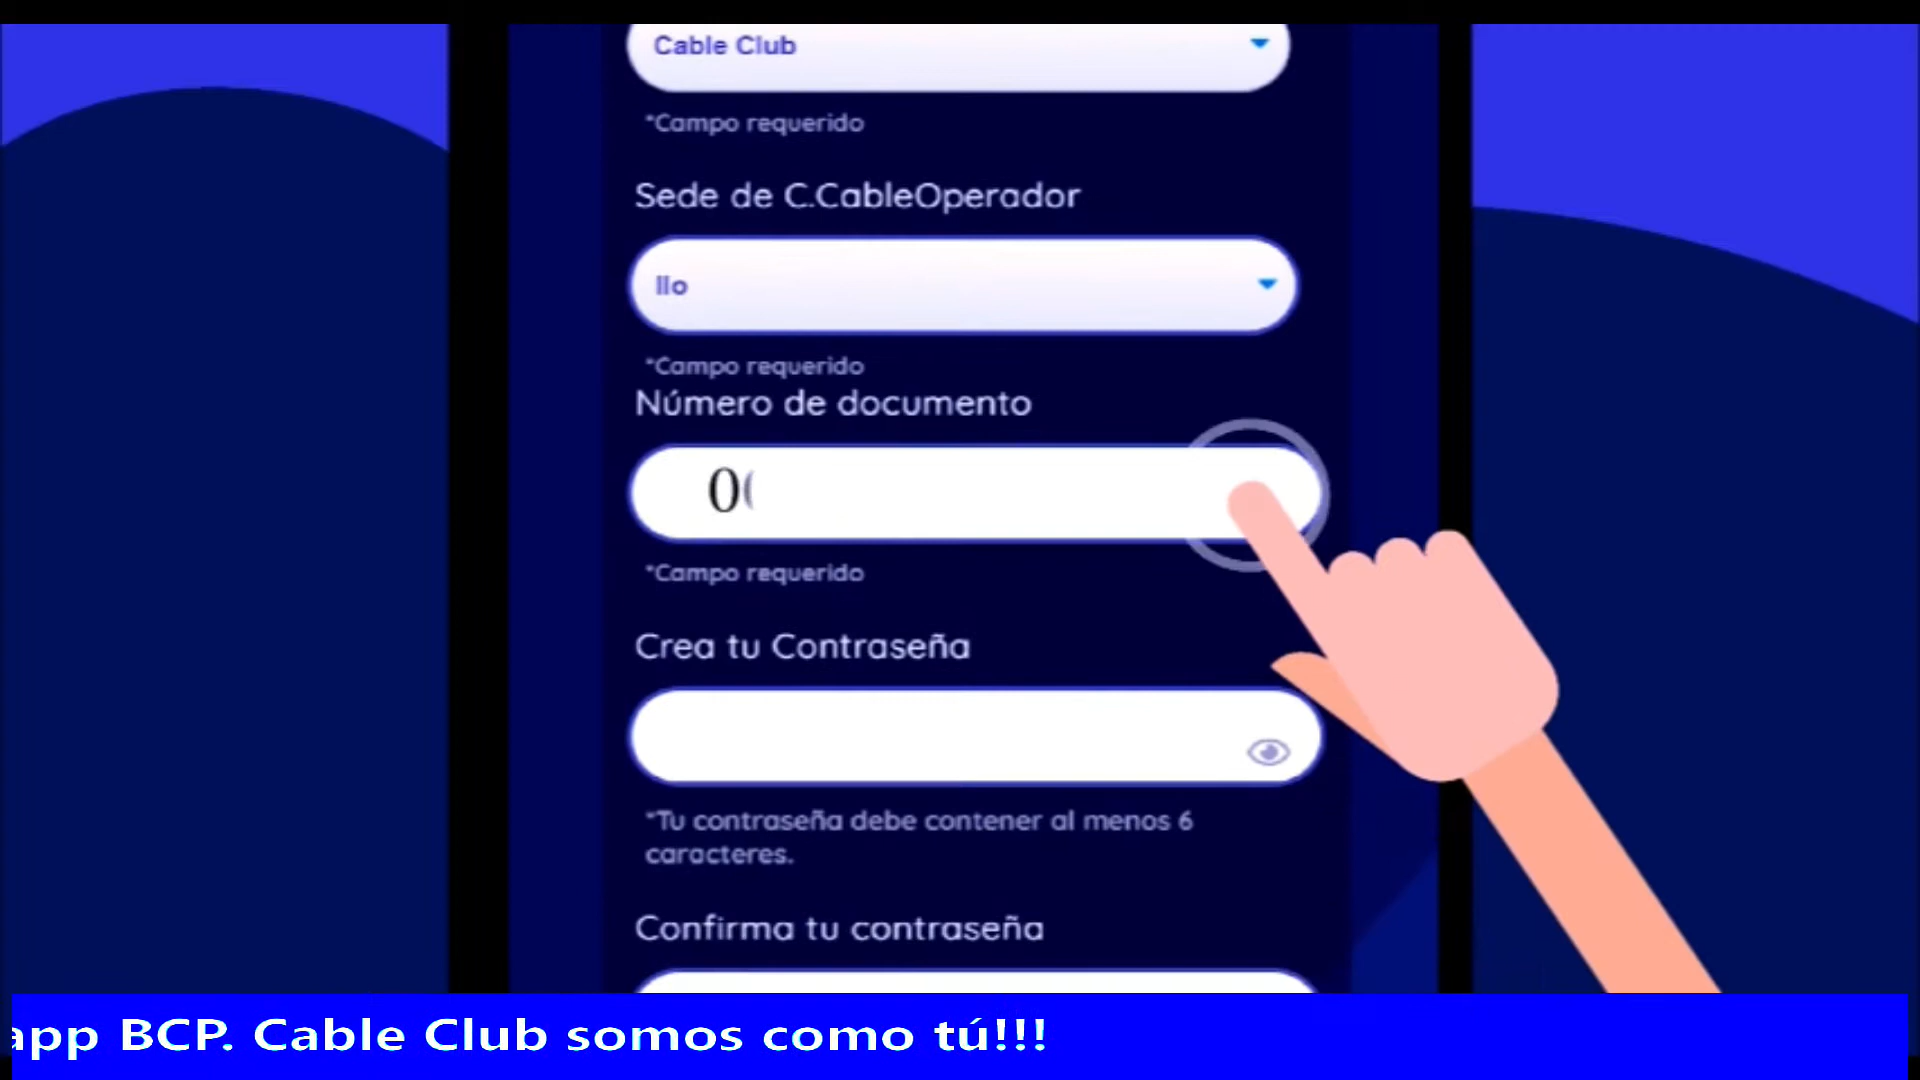 Cable Club
*Campo requerido
Sede de C.CableOperador
Ilo
*Campo requerido
Número de documento
0
*Campo requerido
Crea tu Contraseña
*Tu contraseña debe contener al menos 6
caracteres.
Confirma tu contraseña
app BCP. Cable Club somos como tú!!!